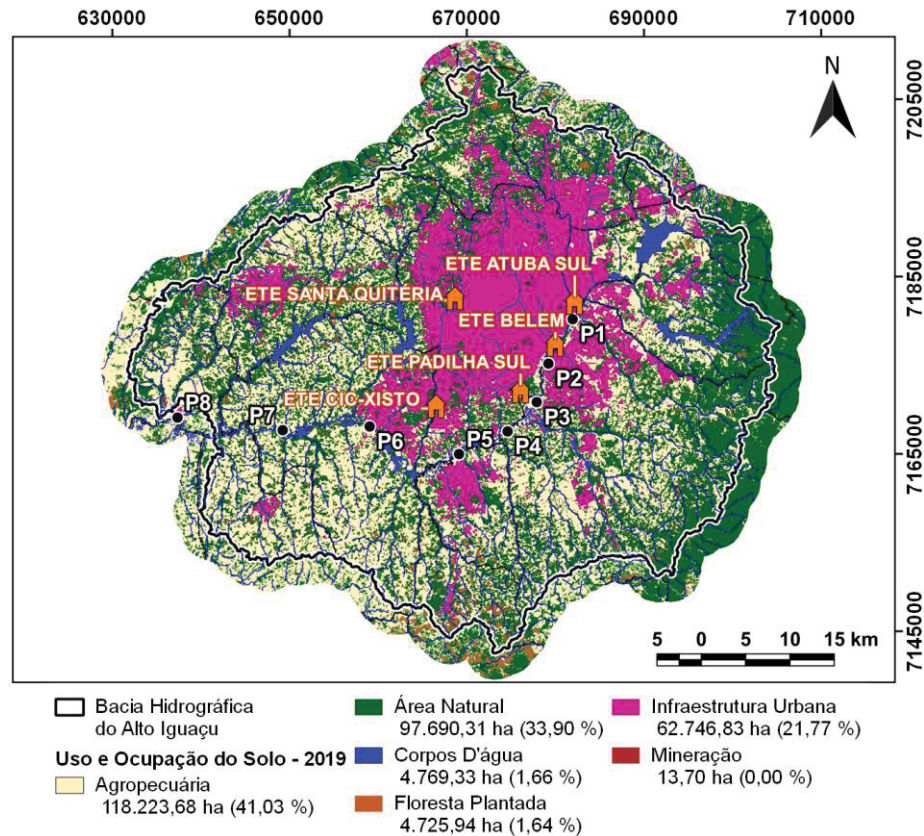 630000 650000 670000 690000 710000
N
7205000
7185000
7165000
7145000
ETE ATUBA SUL
ETE SANTA QUITÉRIA
ETE BELEM
P1
ETE PADILHA SUL
P2
ETE CIC-XISTO
P3
P8
P7
P6
P5
P4
5 0 5 10 15 km
Bacia Hidrográfica
do Alto Iguaçu
Uso e Ocupação do Solo - 2019
Agropecuária
118.223,68 ha (41,03 %)
Área Natural
97.690,31 ha (33,90 %)
Corpos D'água
4.769,33 ha (1,66 %)
Floresta Plantada
4.725,94 ha (1,64 %)
Infraestrutura Urbana
62.746,83 ha (21,77 %)
Mineração
13,70 ha (0,00 %)